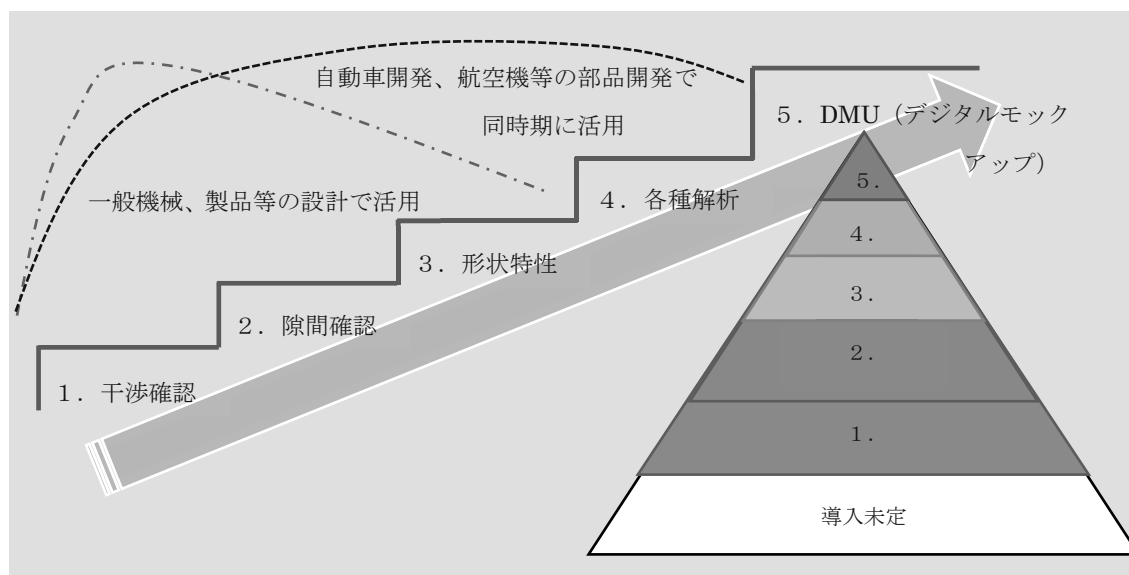 自動車開発、航空機等の部品開発で
同時期に活用
一般機械、製品等の設計で活用
5．DMU（デジタルモック
アップ）
4．各種解析
3．形状特性
2．隙間確認
1．干渉確認
5．
4．
3．
2．
1．
導入未定